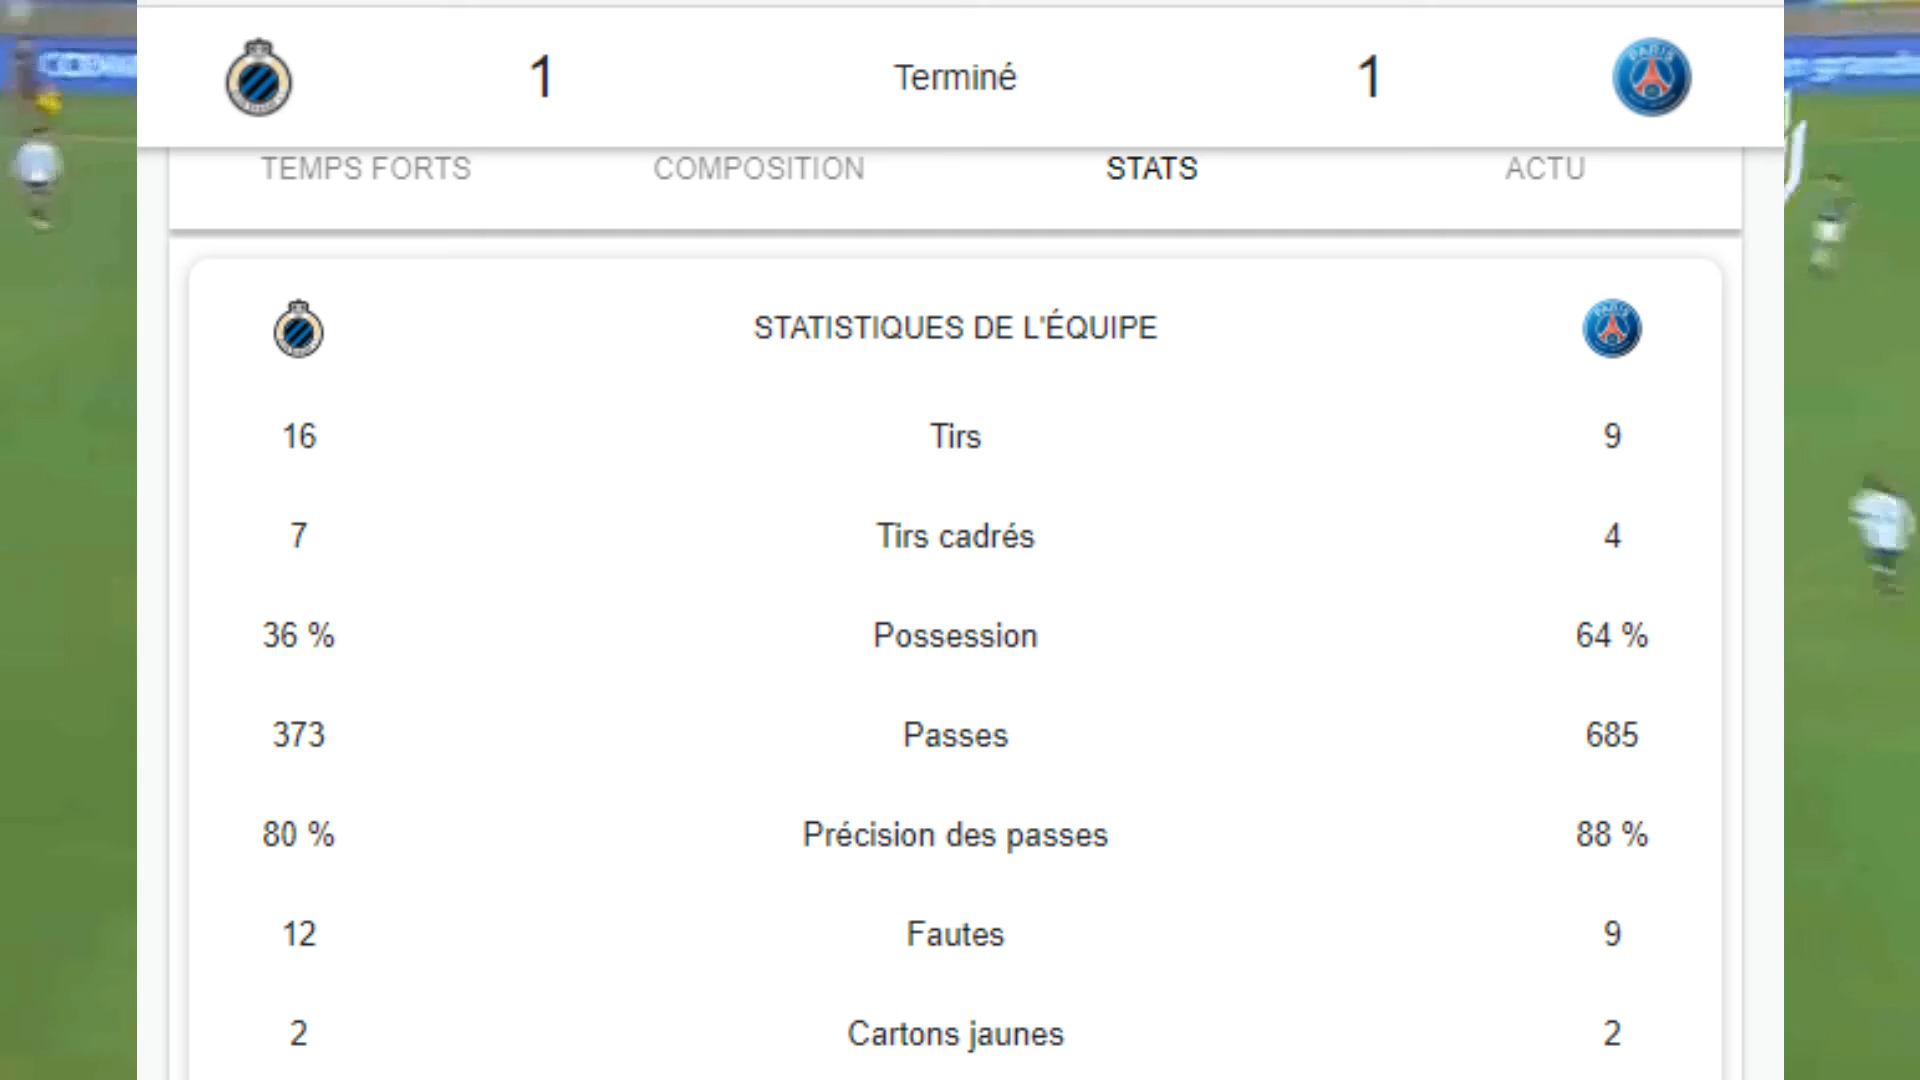 1 Terminé 1
TEMPS FORTS COMPOSITION STATS ACTU
STATISTIQUES DE L'ÉQUIPE
16 Tirs 9
7 Tirs cadrés 4
36 % Possession 64 %
373 Passes 685
80 % Précision des passes 88 %
12 Fautes 9
2 Cartons jaunes 2